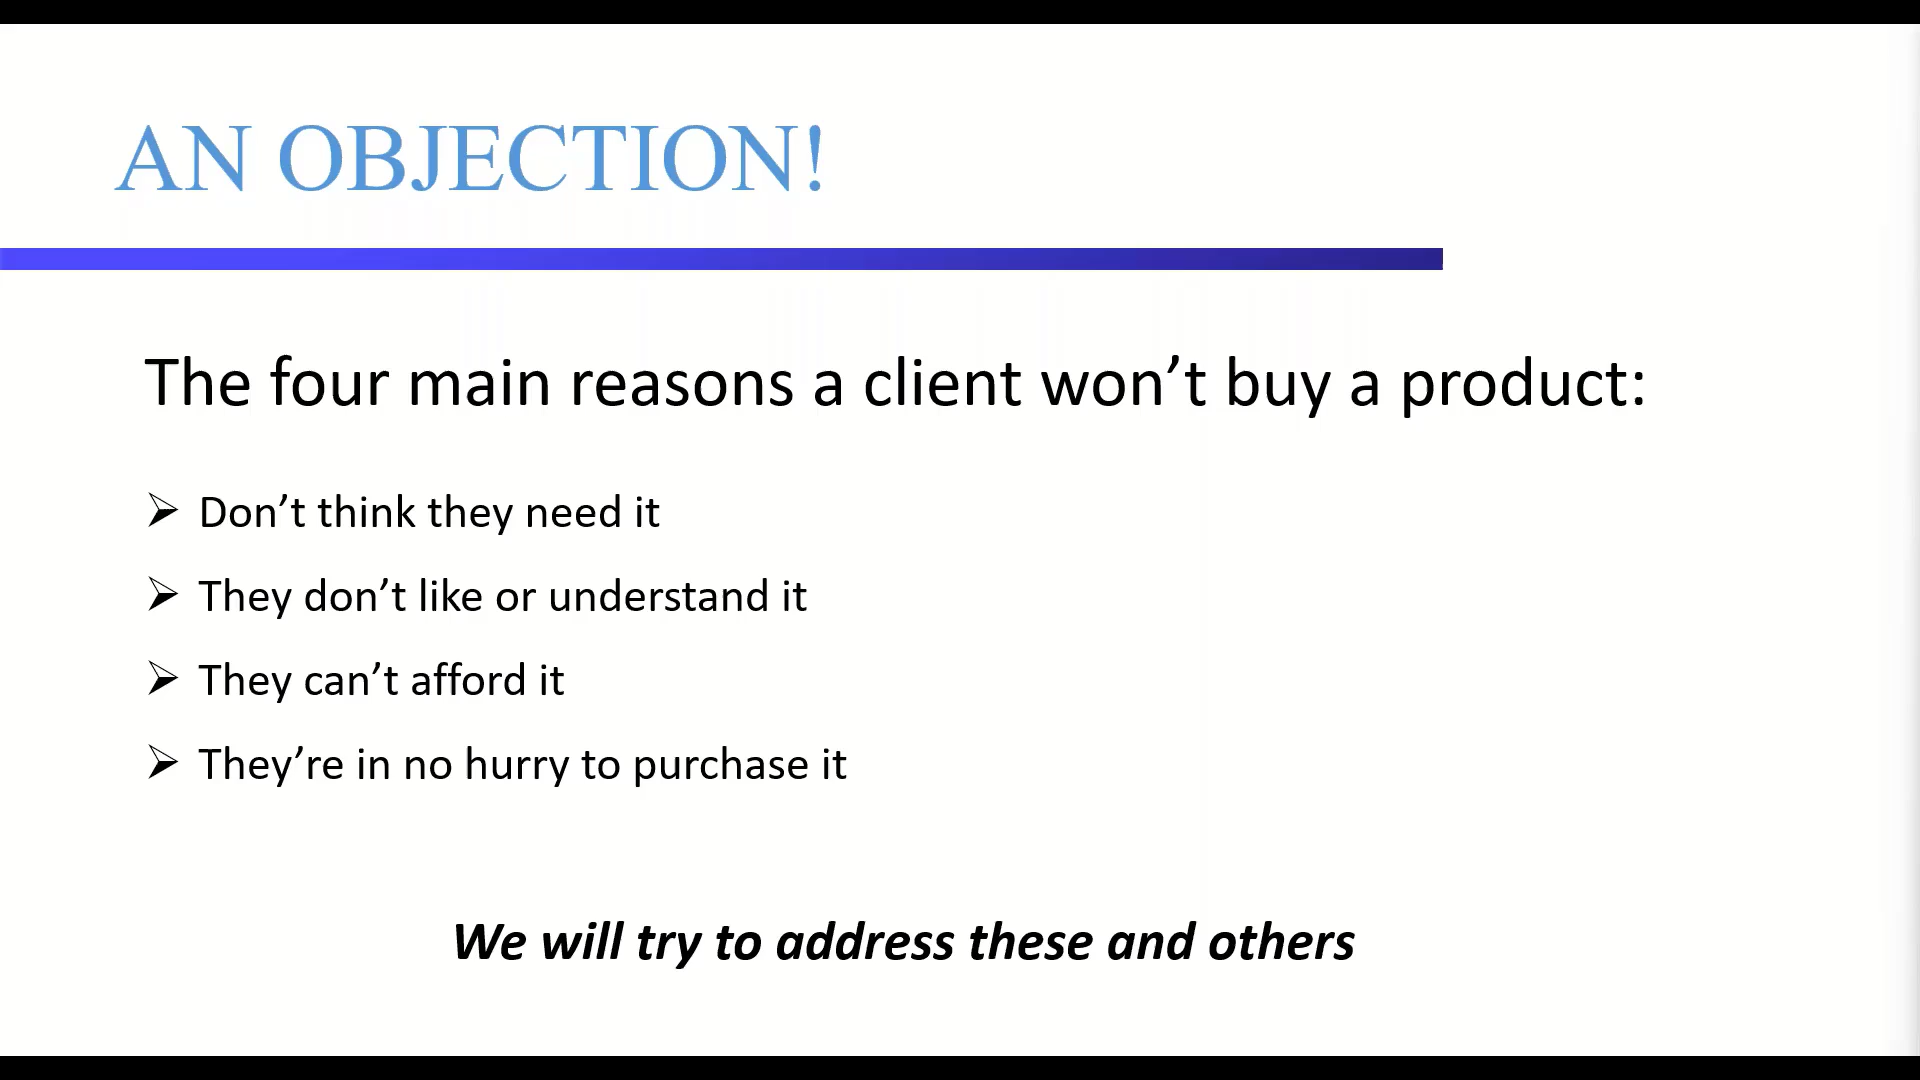 AN OBJECTION!
The four main reasons a client won’t buy a product:
➢ Don’t think they need it
➢ They don’t like or understand it
➢ They can’t afford it
➢ They’re in no hurry to purchase it
We will try to address these and others